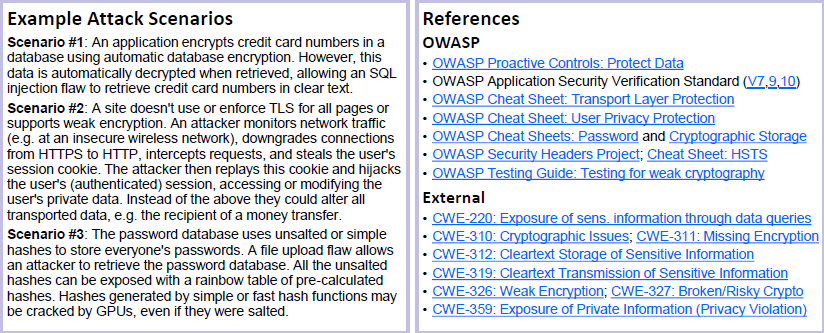 Example Attack Scenarios
Scenario #1: An application encrypts credit card numbers in a
database using automatic database encryption. However, this
data is automatically decrypted when retrieved, allowing an SQL
injection flaw to retrieve credit card numbers in clear text.
Scenario #2: A site doesn't use or enforce TLS for all pages or
supports weak encryption. An attacker monitors network traffic
(e.g. at an insecure wireless network), downgrades connections
from HTTPS to HTTP, intercepts requests, and steals the user's
session cookie. The attacker then replays this cookie and hijacks
the user's (authenticated) session, accessing or modifying the
user's private data. Instead of the above they could alter all
transported data, e.g. the recipient of a money transfer.
Scenario #3: The password database uses unsalted or simple
hashes to store everyone's passwords. A file upload flaw allows
an attacker to retrieve the password database. All the unsalted
hashes can be exposed with a rainbow table of pre-calculated
hashes. Hashes generated by simple or fast hash functions may
be cracked by GPUs, even if they were salted.
References
OWASP
• OWASP Proactive Controls: Protect Data
• OWASP Application Security Verification Standard (V7,9,10)
• OWASP Cheat Sheet: Transport Layer Protection
• OWASP Cheat Sheet: User Privacy Protection
• OWASP Cheat Sheets: Password and Cryptographic Storage
• OWASP Security Headers Project; Cheat Sheet: HSTS
• OWASP Testing Guide: Testing for weak cryptography
External
• CWE-220: Exposure of sens. information through data queries
• CWE-310: Cryptographic Issues; CWE-311: Missing Encryption
• CWE-312: Cleartext Storage of Sensitive Information
• CWE-319: Cleartext Transmission of Sensitive Information
• CWE-326: Weak Encryption; CWE-327: Broken/Risky Crypto
• CWE-359: Exposure of Private Information (Privacy Violation)